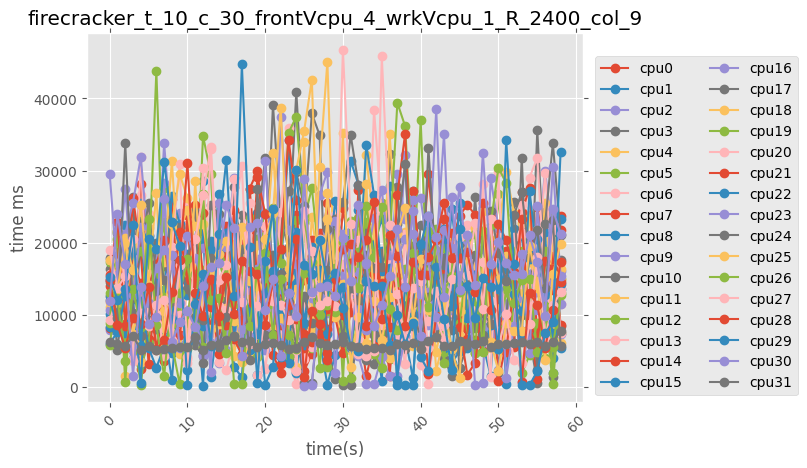 firecracker_t_10_c_30_frontVcpu_4_wrkVcpu_1_R_2400_col_9
time ms
40000
30000
20000
10000
0
0
10
20
30
40
50
60
time(s)
cpu0
cpu1
cpu2
cpu3
cpu4
cpu5
cpu6
cpu7
cpu8
cpu9
cpu10
cpu11
cpu12
cpu13
cpu14
cpu15
cpu16
cpu17
cpu18
cpu19
cpu20
cpu21
cpu22
cpu23
cpu24
cpu25
cpu26
cpu27
cpu28
cpu29
cpu30
cpu31